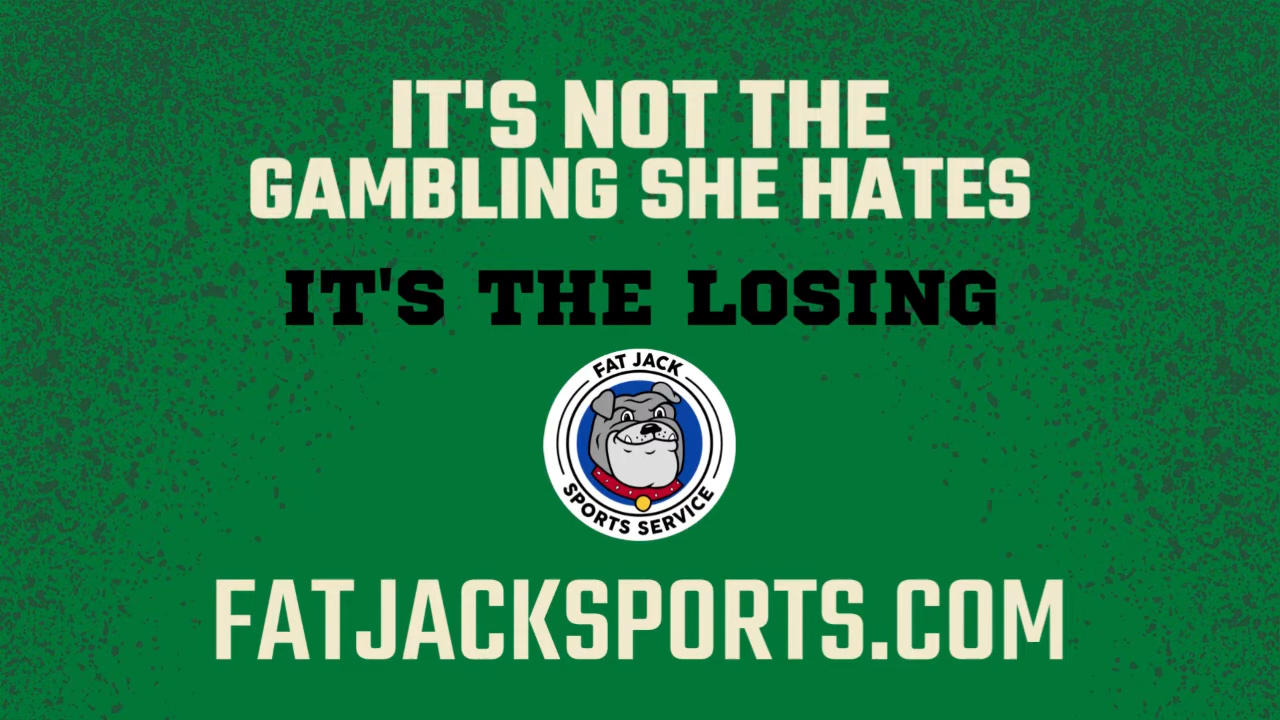 IT'S NOT THE
GAMBLING SHE HATES
IT'S THE LOSING
FAT JACK
SPORTS SERVICE
FATJACKSPORTS.COM